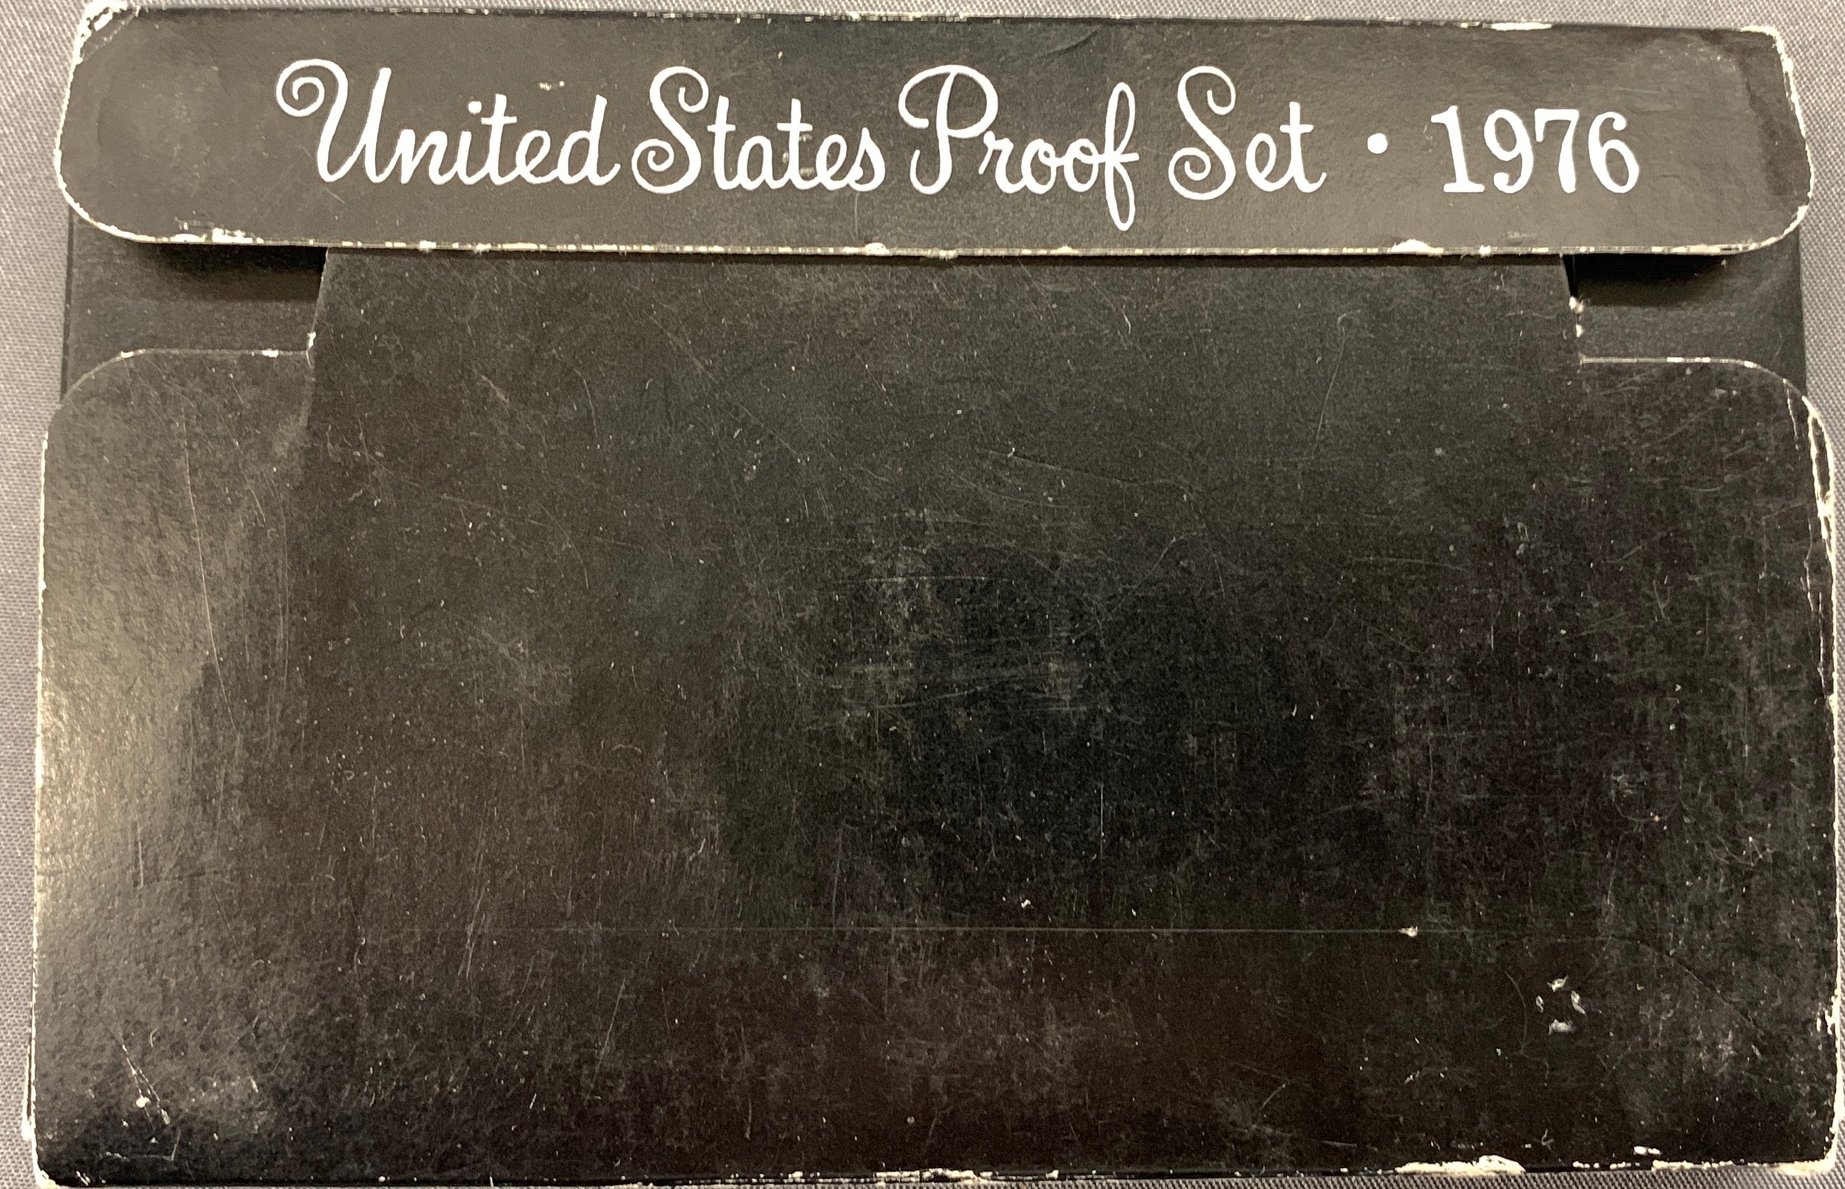 United States Proof Set · 1976